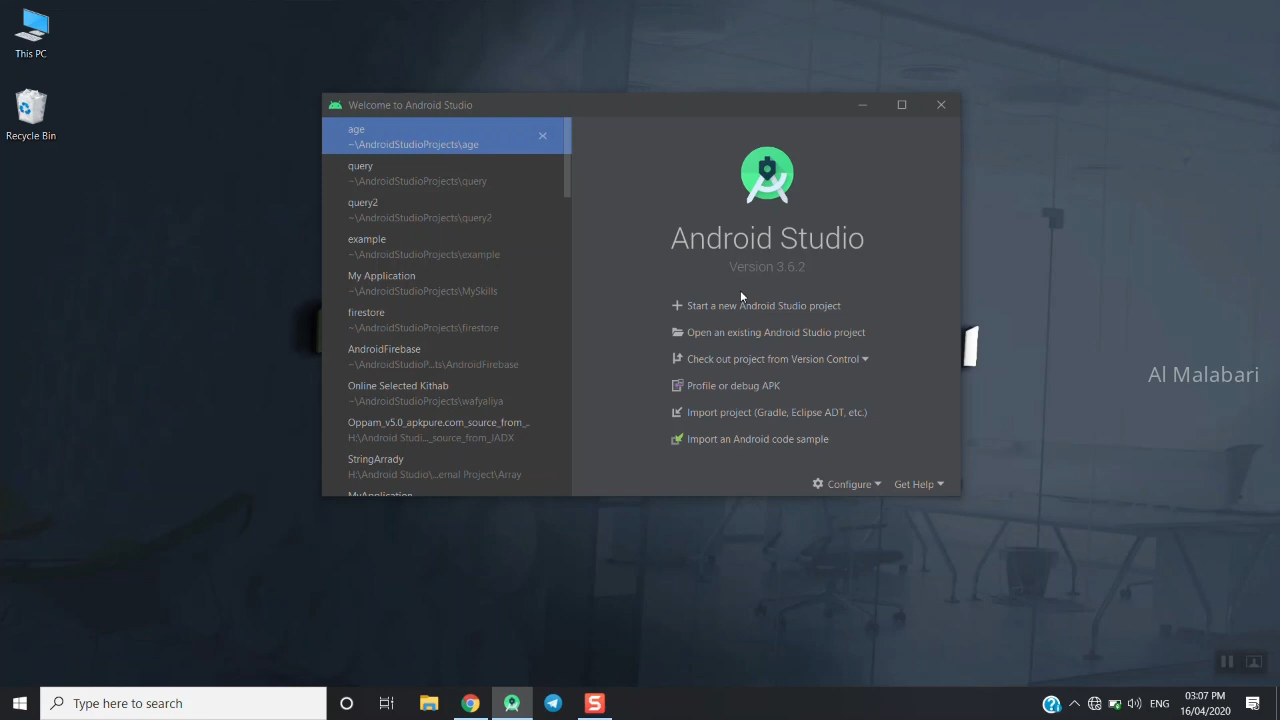 This PC
Recycle Bin
Welcome to Android Studio
age
~\AndroidStudioProjects\age
query
~\AndroidStudioProjects\query
query2
~\AndroidStudioProjects\query2
example
~\AndroidStudioProjects\example
My Application
~\AndroidStudioProjects\MySkills
firestore
~\AndroidStudioProjects\firestore
AndroidFirebase
~\AndroidStudioP...ts\AndroidFirebase
Online Selected Kithab
~\AndroidStudioProjects\wafyaliya
Oppam_v5.0_apkpure.com_source_from_..
H:\Android Studi..._source_from_JADX
StringArrady
H:\Android Studio\...ernal Project\Array
MyApplication
Android Studio
Version 3.6.2
Start a new Android Studio project
Open an existing Android Studio project
Check out project from Version Control
Profile or debug APK
Import project (Gradle, Eclipse ADT, etc.)
Import an Android code sample
Configure
Get Help
Al Malabari
Type here to search
S
ENG
03:07 PM
16/04/2020